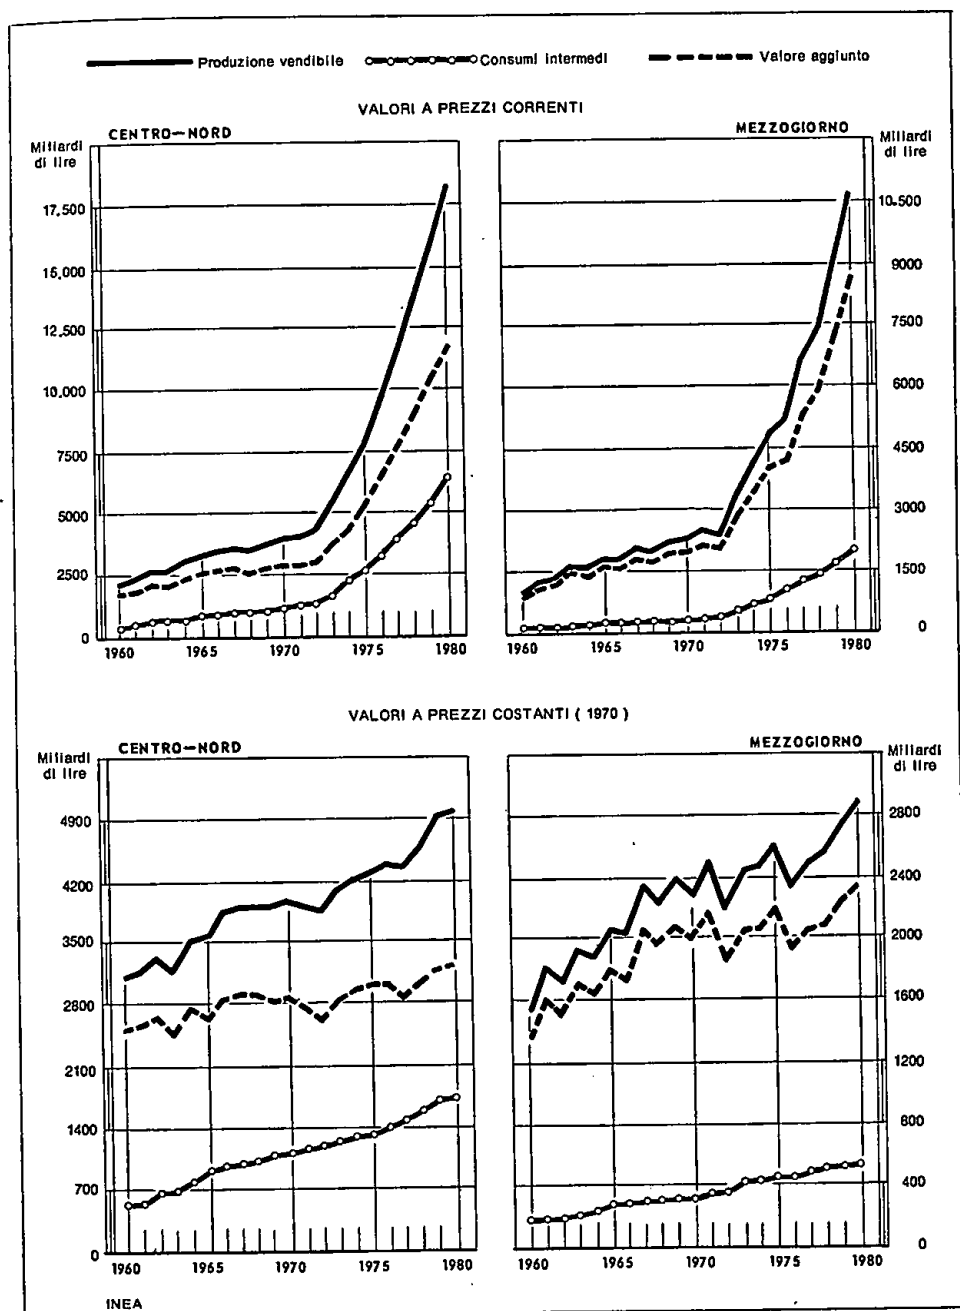 Produzione vendibile Consumi intermedi Valore aggiunto
VALORI A PREZZI CORRENTI
CENTRO-NORD
Miliardi
di lire
17,500
15,000
12,500
10,000
7500
5000
2500
0
1960 1965 1970 1975 1980
MEZZOGIORNO
Miliardi
di lire
10,500
9000
7500
6000
4500
3000
1500
0
1960 1965 1970 1975 1980
VALORI A PREZZI COSTANTI ( 1970 )
CENTRO-NORD
Miliardi
di lire
4900
4200
3500
2800
2100
1400
700
0
1960 1965 1970 1975 1980
MEZZOGIORNO
Miliardi
di lire
2800
2400
2000
1600
1200
800
400
0
1960 1965 1970 1975 1980
INEA